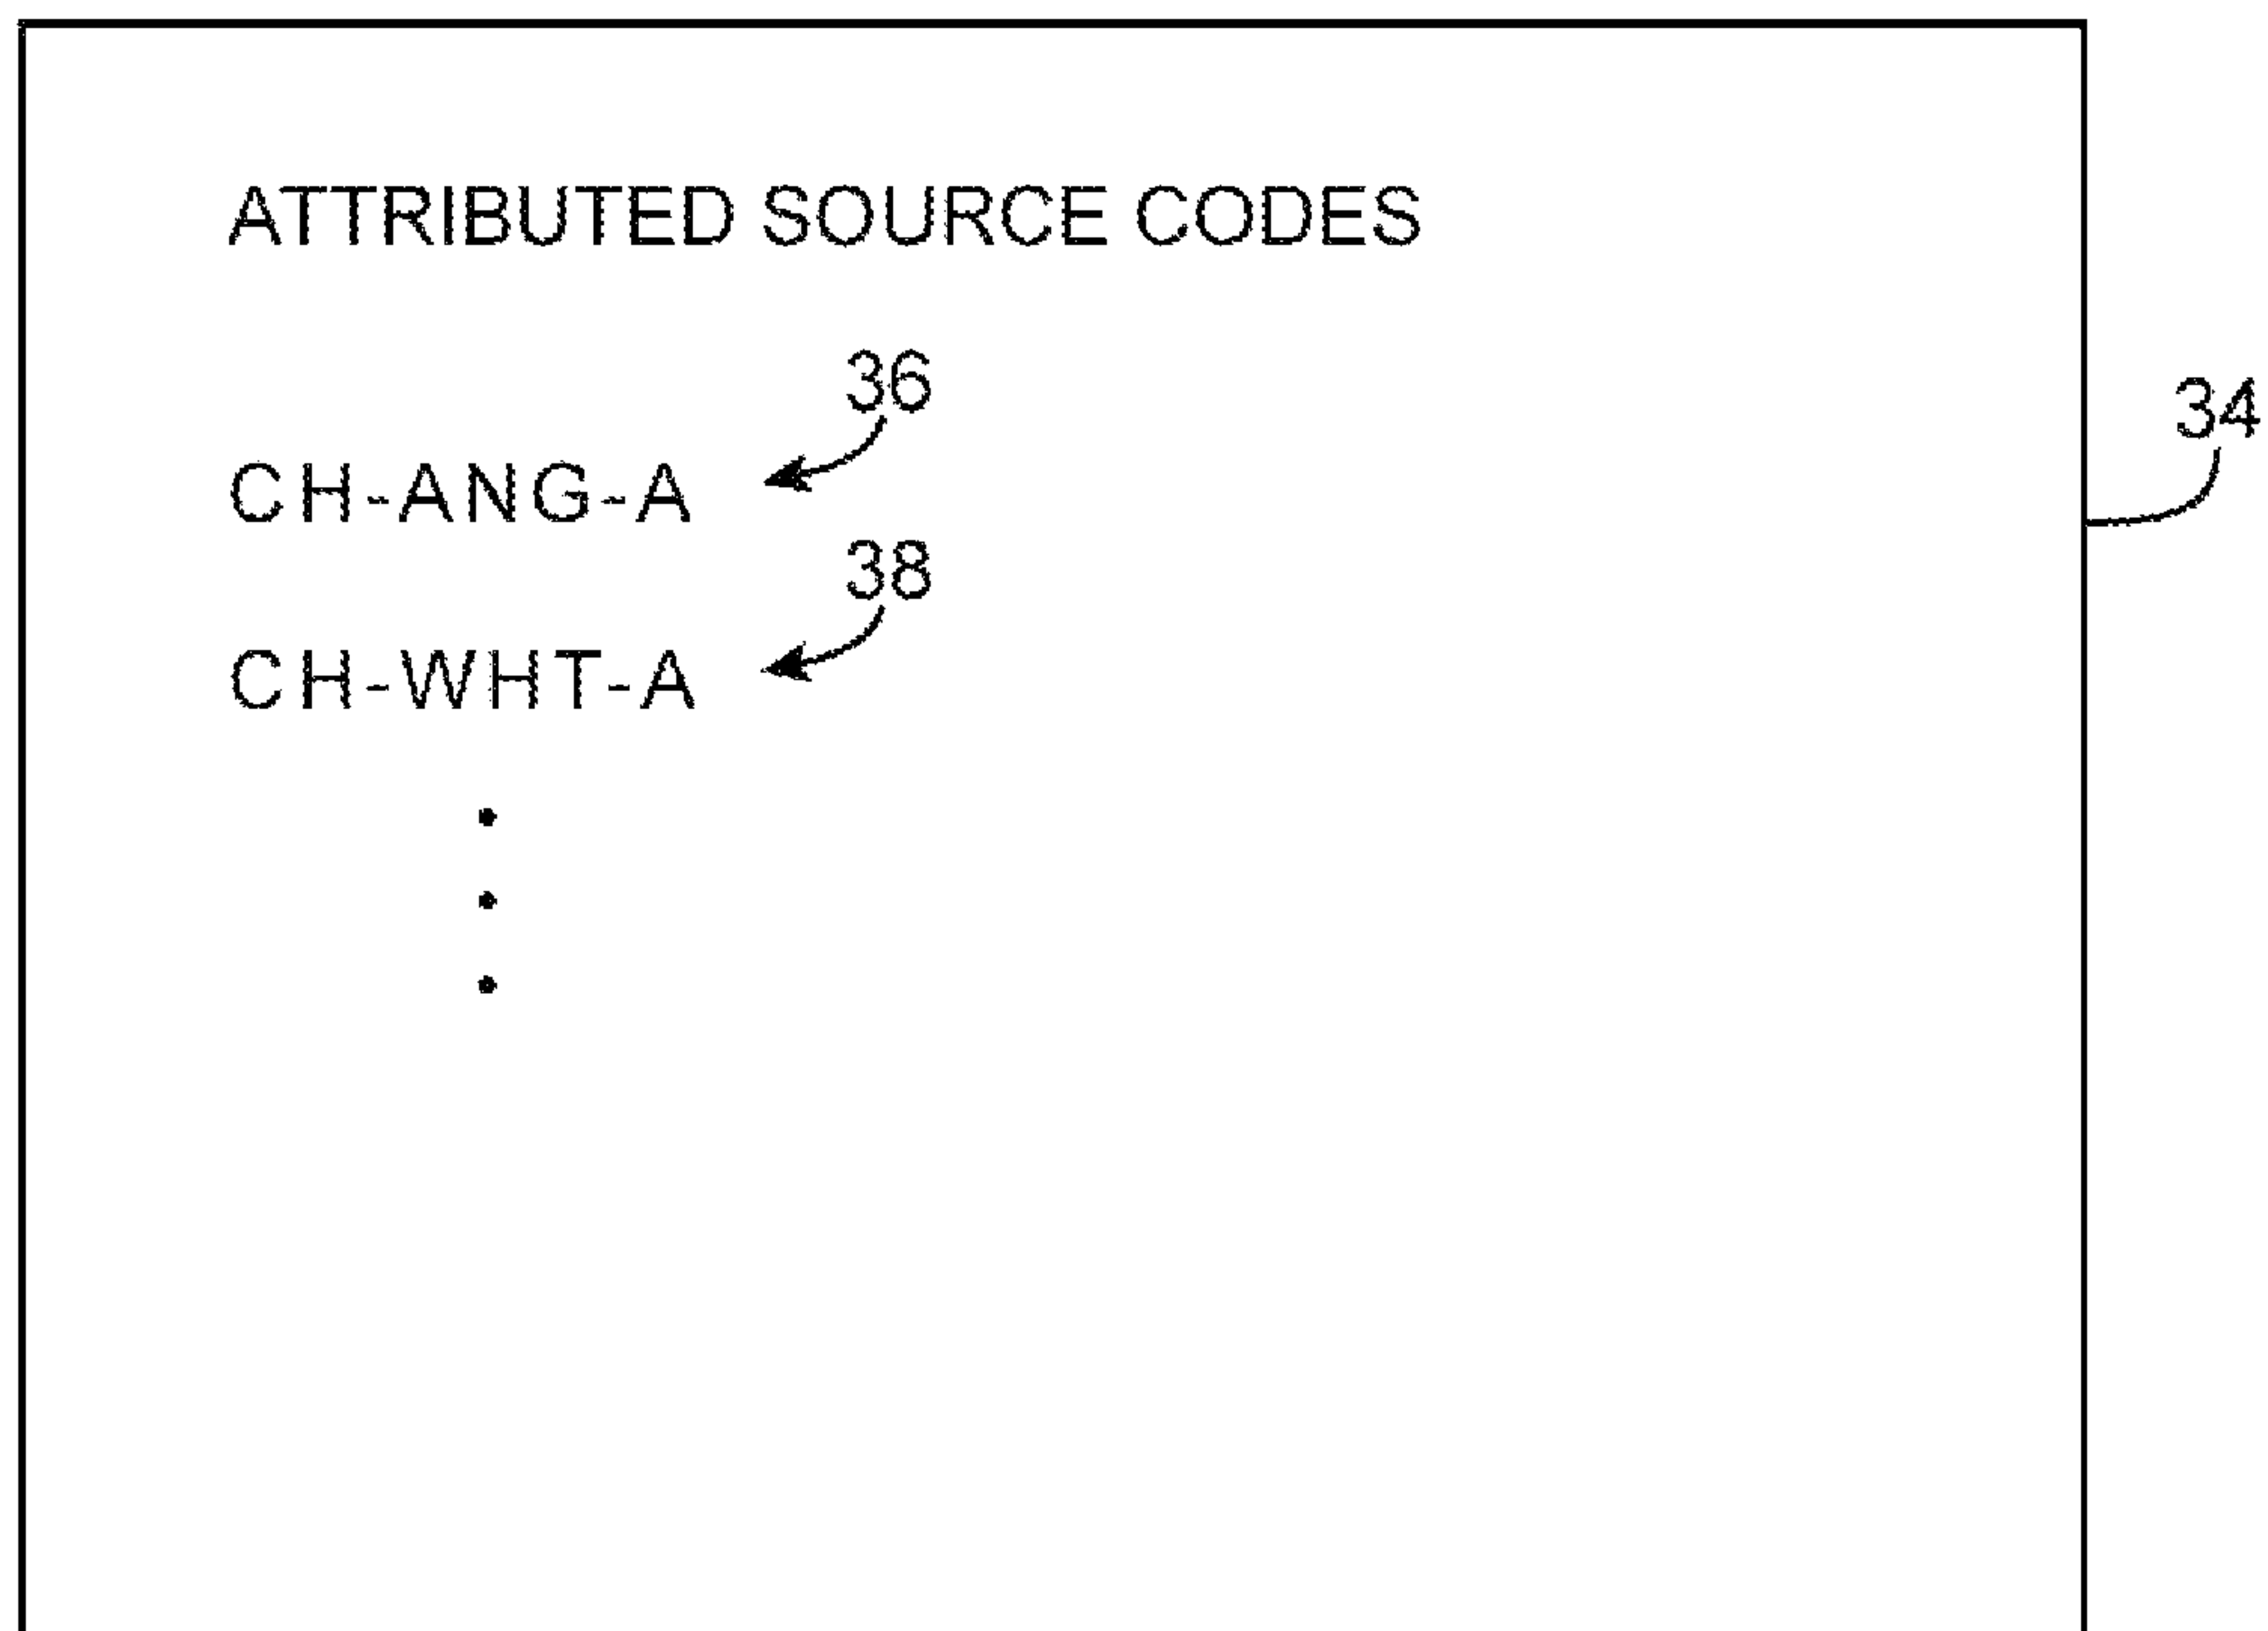 ATTRIBUTED SOURCE CODES
36
34
CH-ANG-A
38
CH-WHT-A